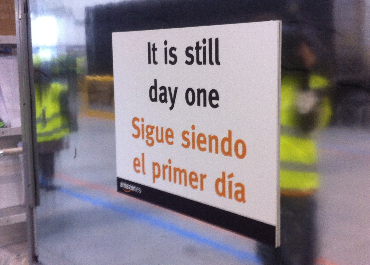 It is still
day one
Sigue siendo
el primer día